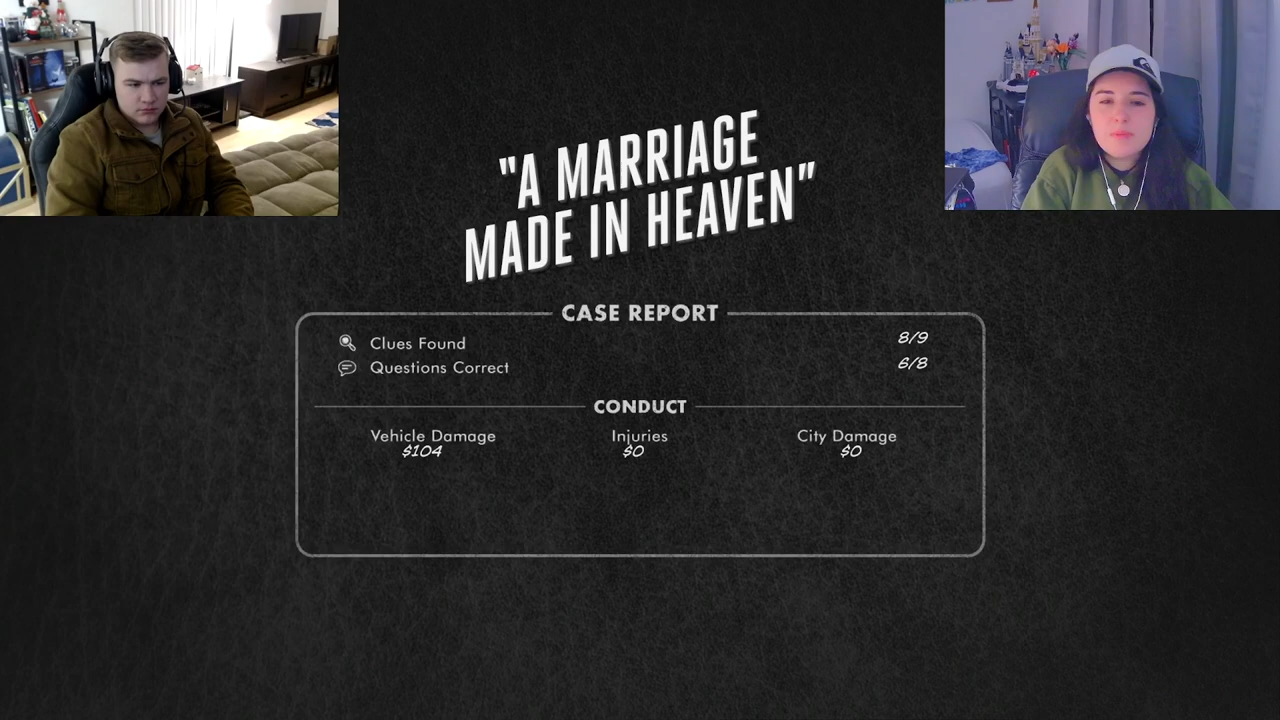 "A MARRIAGE
MADE IN HEAVEN"
CASE REPORT
Clues Found 8/9
Questions Correct 6/8
CONDUCT
Vehicle Damage Injuries City Damage
$104 $0 $0